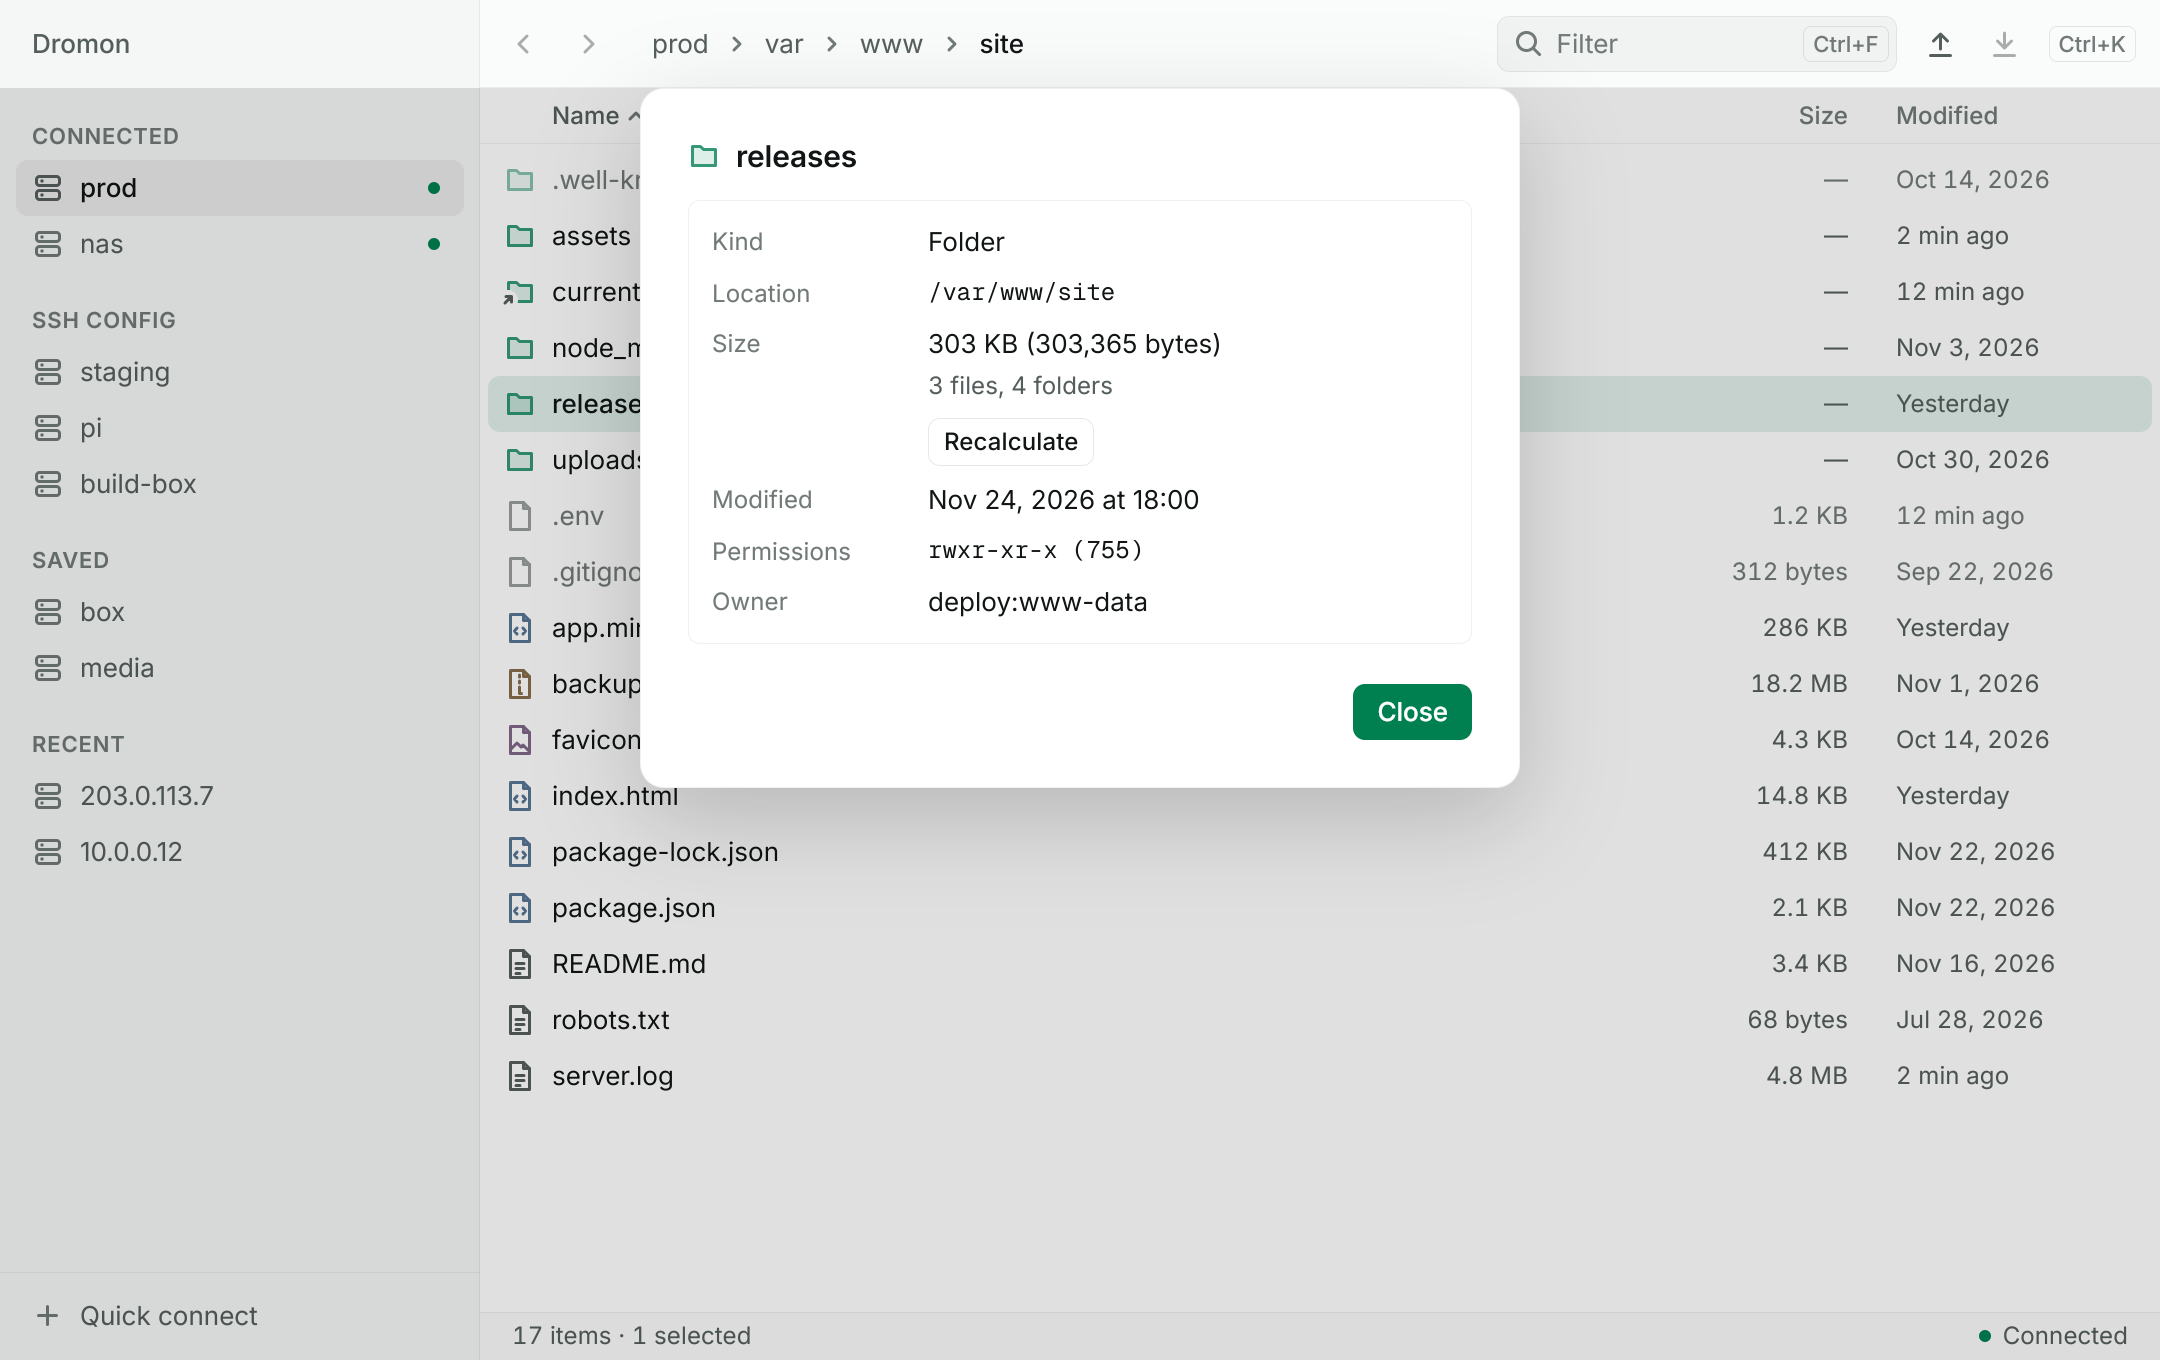 Dromon
prod var www site
Filter Ctrl+F Ctrl+K
CONNECTED
prod
nas
SSH CONFIG
staging
pi
build-box
SAVED
box
media
RECENT
203.0.113.7
10.0.0.12
Quick connect
Name Size Modified
— Oct 14, 2026
assets — 2 min ago
current — 12 min ago
— Nov 3, 2026
— Yesterday
— Oct 30, 2026
.env 1.2 KB 12 min ago
312 bytes Sep 22, 2026
286 KB Yesterday
18.2 MB Nov 1, 2026
4.3 KB Oct 14, 2026
index.html 14.8 KB Yesterday
package-lock.json 412 KB Nov 22, 2026
package.json 2.1 KB Nov 22, 2026
README.md 3.4 KB Nov 16, 2026
robots.txt 68 bytes Jul 28, 2026
server.log 4.8 MB 2 min ago
releases
Kind Folder
Location /var/www/site
Size 303 KB (303,365 bytes)
3 files, 4 folders
Recalculate
Modified Nov 24, 2026 at 18:00
Permissions rwxr-xr-x (755)
Owner deploy:www-data
Close
17 items · 1 selected
Connected